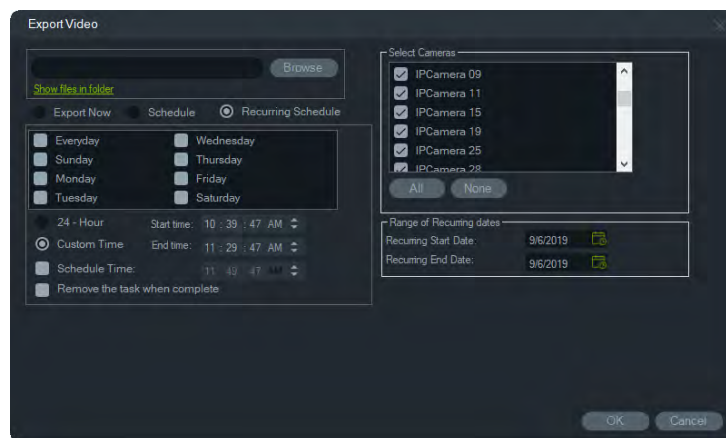 Export Video
Browse
Show files in folder
Export Now Schedule Recurring Schedule
Everyday Wednesday
Sunday Thursday
Monday Friday
Tuesday Saturday
24 - Hour Start time: 10 : 39 : 47 AM
Custom Time End time: 11 : 29 : 47 AM
Schedule Time: 11 49 47 AM
Remove the task when complete
Select Cameras
IPCamera 09
IPCamera 11
IPCamera 15
IPCamera 19
IPCamera 25
IPCamera 28
All None
Range of Recurring dates
Recurring Start Date: 9/6/2019
Recurring End Date: 9/6/2019
OK Cancel